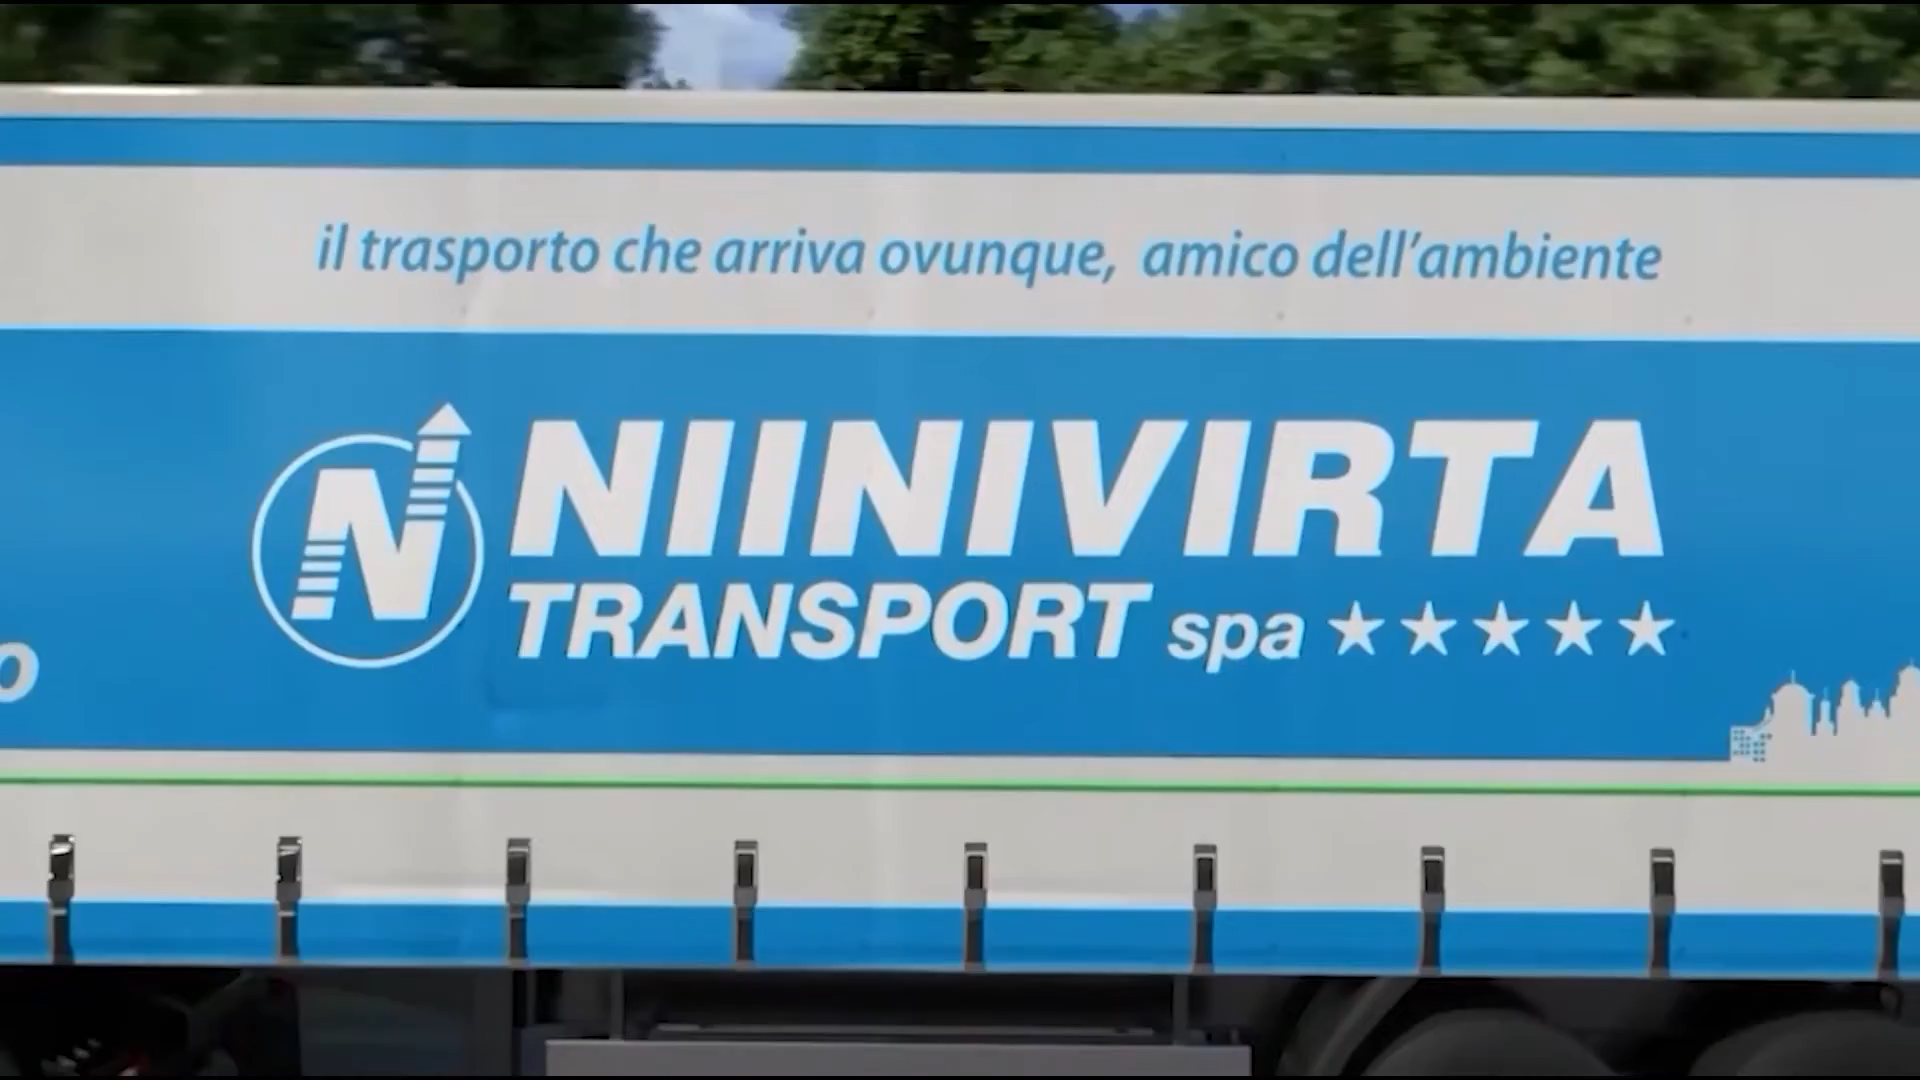 il trasporto che arriva ovunque, amico dell'ambiente
N NIINIVIRTA
TRANSPORT spa ★★★★★
o